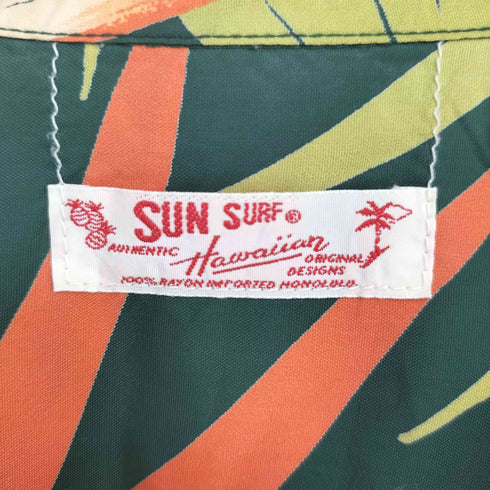 SUN SURF®
AUTHENTIC Hawaiian ORIGINAL
DESIGNS
100% RAYON IMPORTED HONOLULU